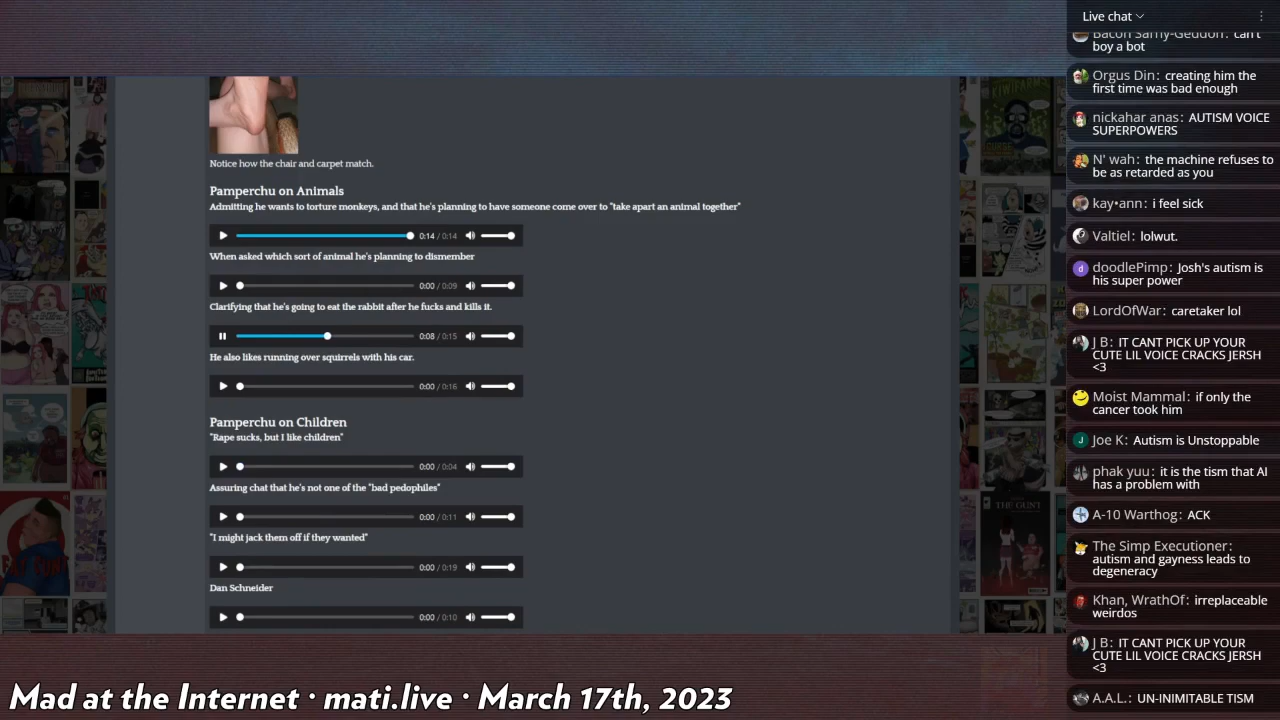 Live chat
Bacon Sarny-Geddon: can't
boy a bot
Orgus Din: creating him the
first time was bad enough
nickahar anas: AUTISM VOICE
SUPERPOWERS
N' wah: the machine refuses to
be as retarded as you
kay•ann: i feel sick
Valtiel: lolwut.
doodlePimp: Josh's autism is
his super power
LordOfWar: caretaker lol
J B: IT CANT PICK UP YOUR
CUTE LIL VOICE CRACKS JERSH
<3
Moist Mammal: if only the
cancer took him
Joe K: Autism is Unstoppable
phak yuu: it is the tism that AI
has a problem with
A-10 Warthog: ACK
The Simp Executioner:
autism and gayness leads to
degeneracy
Khan, WrathOf: irreplaceable
weirdos
J B: IT CANT PICK UP YOUR
CUTE LIL VOICE CRACKS JERSH
<3
A.A.L.: UN-INIMITABLE TISM
Notice how the chair and carpet match.
Pamperchu on Animals
Admitting he wants to torture monkeys, and that he's planning to have someone come over to "take apart an animal together"
0:14 / 0:14
When asked which sort of animal he's planning to dismember
0:00 / 0:09
Clarifying that he's going to eat the rabbit after he fucks and kills it.
0:08 / 0:15
He also likes running over squirrels with his car.
0:00 / 0:16
Pamperchu on Children
"Rape sucks, but I like children"
0:00 / 0:04
Assuring chat that he's not one of the "bad pedophiles"
0:00 / 0:11
"I might jack them off if they wanted"
0:00 / 0:19
Dan Schneider
0:00 / 0:10
KIWIFARMS
THE GUNT
Mad at the Internet · mati.live · March 17th, 2023